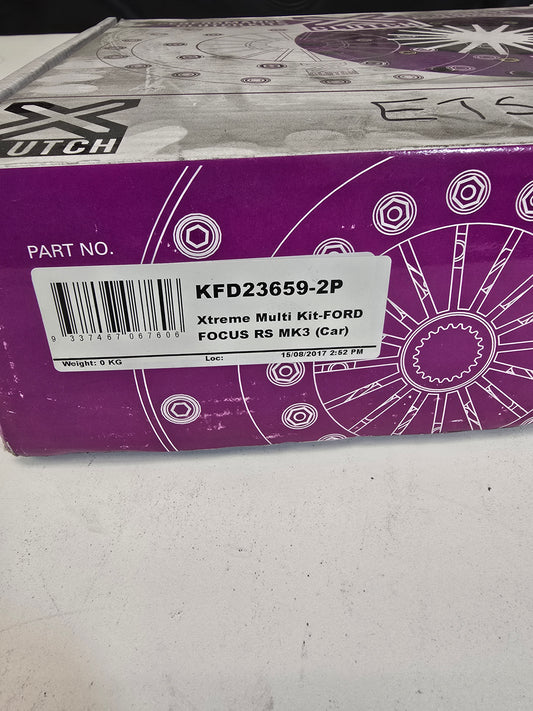 UTCH
ETS
PART NO.
KFD23659-2P
Xtreme Multi Kit-FORD
FOCUS RS MK3 (Car)
9 337467 067606
Weight: 0 KG Loc: 15/08/2017 2:52 PM